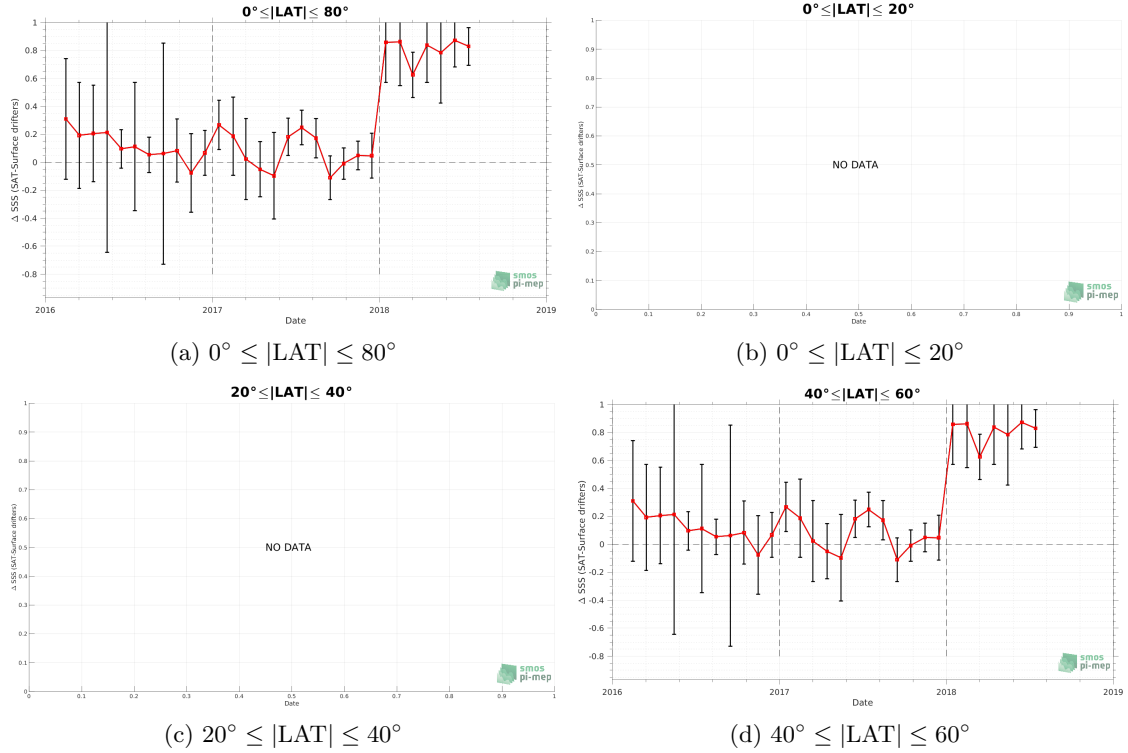 0°≤|LAT|≤ 80°
Δ SSS (SAT-Surface drifters)
1
0.8
0.6
0.4
0.2
0
-0.2
-0.4
-0.6
-0.8
smos
pi-mep
2016 2017 2018 2019
Date
(a) 0° ≤ |LAT| ≤ 80°
0°≤|LAT|≤ 20°
Δ SSS (SAT-Surface drifters)
1
0.9
0.8
0.7
0.6
0.5
0.4
0.3
0.2
0.1
0
NO DATA
smos
pi-mep
0 0.1 0.2 0.3 0.4 0.5 0.6 0.7 0.8 0.9 1
Date
(b) 0° ≤ |LAT| ≤ 20°
20°≤|LAT|≤ 40°
Δ SSS (SAT-Surface drifters)
1
0.9
0.8
0.7
0.6
0.5
0.4
0.3
0.2
0.1
0
NO DATA
smos
pi-mep
0 0.1 0.2 0.3 0.4 0.5 0.6 0.7 0.8 0.9 1
Date
(c) 20° ≤ |LAT| ≤ 40°
40°≤|LAT|≤ 60°
Δ SSS (SAT-Surface drifters)
1
0.8
0.6
0.4
0.2
0
-0.2
-0.4
-0.6
-0.8
smos
pi-mep
2016 2017 2018 2019
Date
(d) 40° ≤ |LAT| ≤ 60°